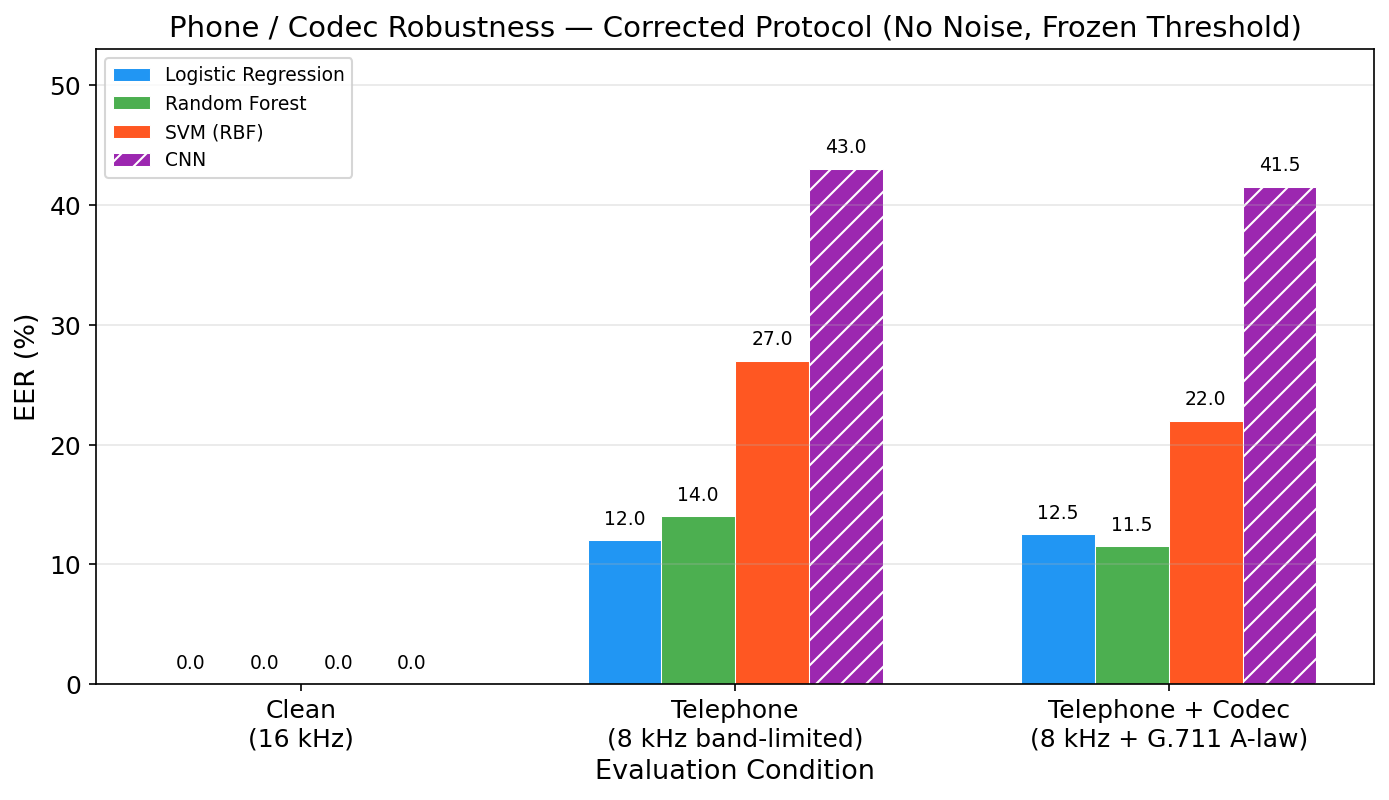 Phone / Codec Robustness — Corrected Protocol (No Noise, Frozen Threshold)
Logistic Regression
Random Forest
SVM (RBF)
CNN
EER (%)
50
40
30
20
10
0
0.0 0.0 0.0 0.0
12.0 14.0 27.0 43.0
12.5 11.5 22.0 41.5
Clean
(16 kHz)
Telephone
(8 kHz band-limited)
Telephone + Codec
(8 kHz + G.711 A-law)
Evaluation Condition